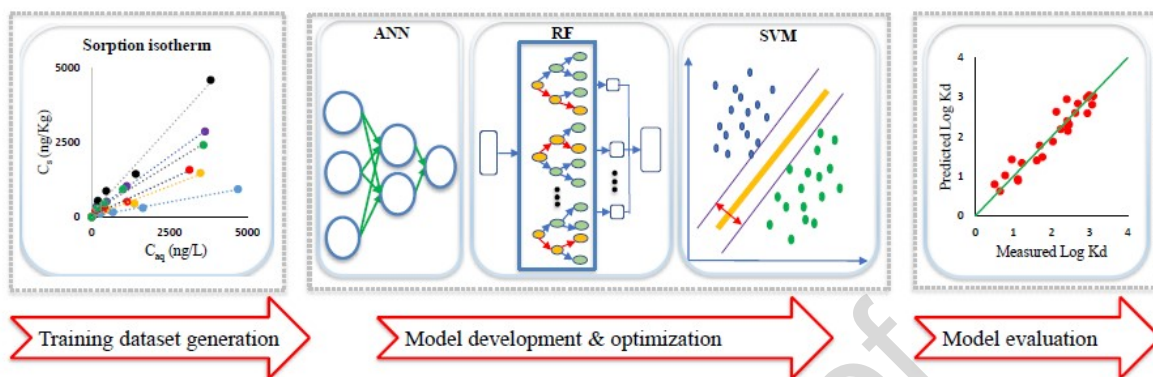 Sorption isotherm
5000
2500
0
0
2500
5000
Cs (ng/Kg)
Caq (ng/L)
ANN
RF
SVM
4
3
2
1
0
0
1
2
3
4
Predicted Log Kd
Measured Log Kd
Training dataset generation
Model development & optimization
Model evaluation